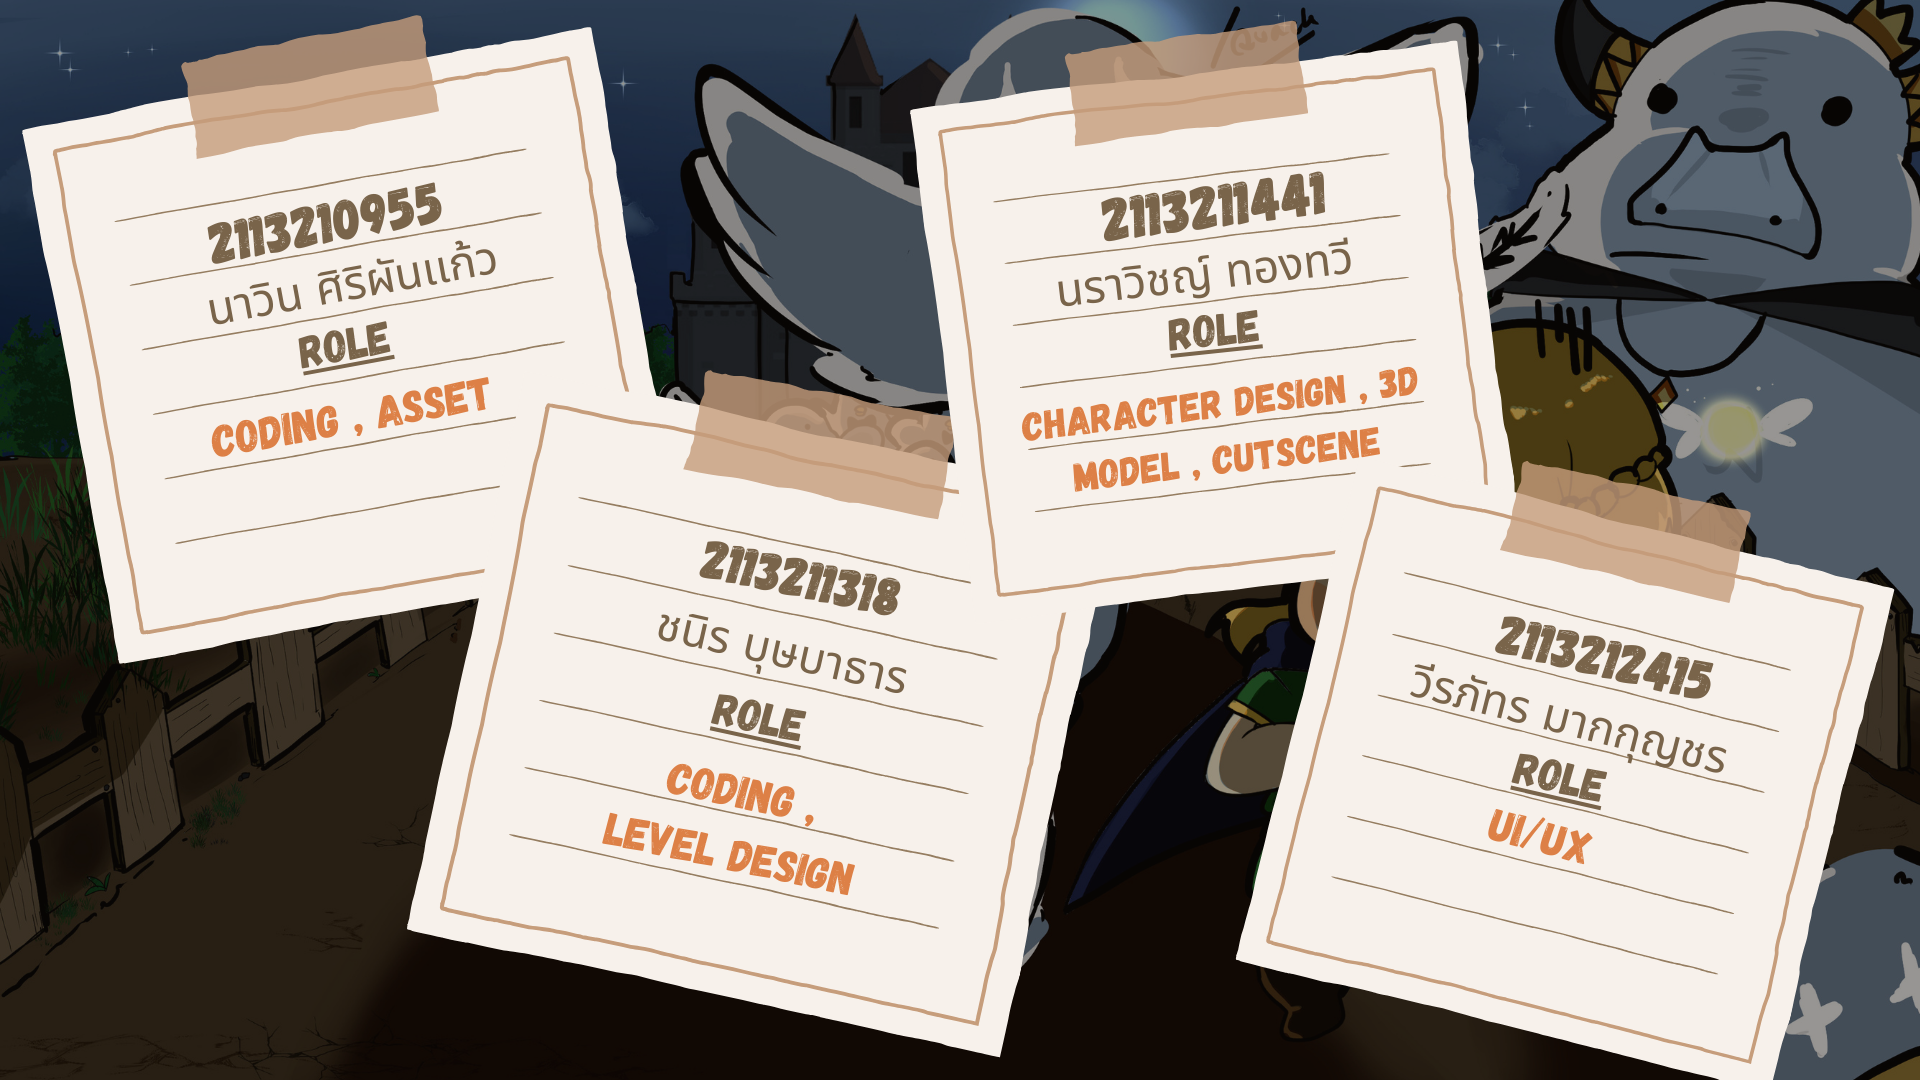 2113210955
นาวิน ศิริผันแก้ว
ROLE
CODING , ASSET
2113211318
ชนิร บุษบาธาร
ROLE
CODING ,
LEVEL DESIGN
2113211441
นราวิชญ์ ทองทวี
ROLE
CHARACTER DESIGN , 3D
MODEL , CUTSCENE
2113212415
วีรภัทร มากกุญชร
ROLE
UI/UX